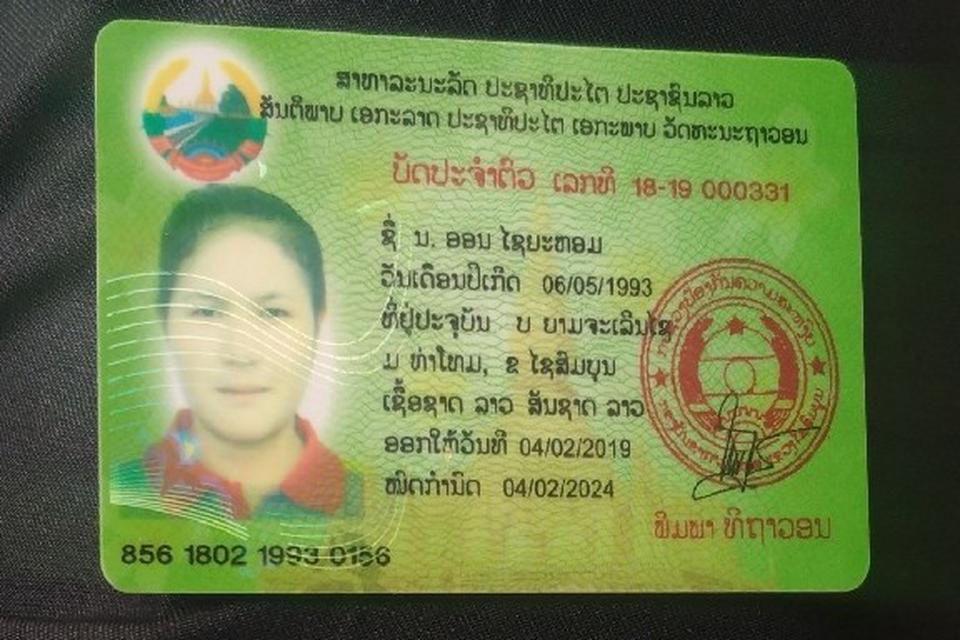 ສາທາລະນະລັດ ປະຊາທິປະໄຕ ປະຊາຊົນລາວ
ສັນຕິພາບ ເອກະລາດ ປະຊາທິປະໄຕ ເອກະພາບ ວັດທະນະຖາວອນ
ບັດປະຈຳຕົວ ເລກທີ 18-19 000331
ຊື່ ນ. ອອນ ໄຊຍະຫອມ
ວັນເດືອນປີເກີດ 06/05/1993
ທີ່ຢູ່ປະຈຸບັນ ບ ຍາມຈະເລີນໄຊ
ມ ທ່າໂທມ, ຂ ໄຊສົມບູນ
ເຊື້ອຊາດ ລາວ ສັນຊາດ ລາວ
ອອກໃຫ້ວັນທີ 04/02/2019
ໝົດກຳນົດ 04/02/2024
ພິມພາ ທິຖາວອນ
856 1802 1993 0156